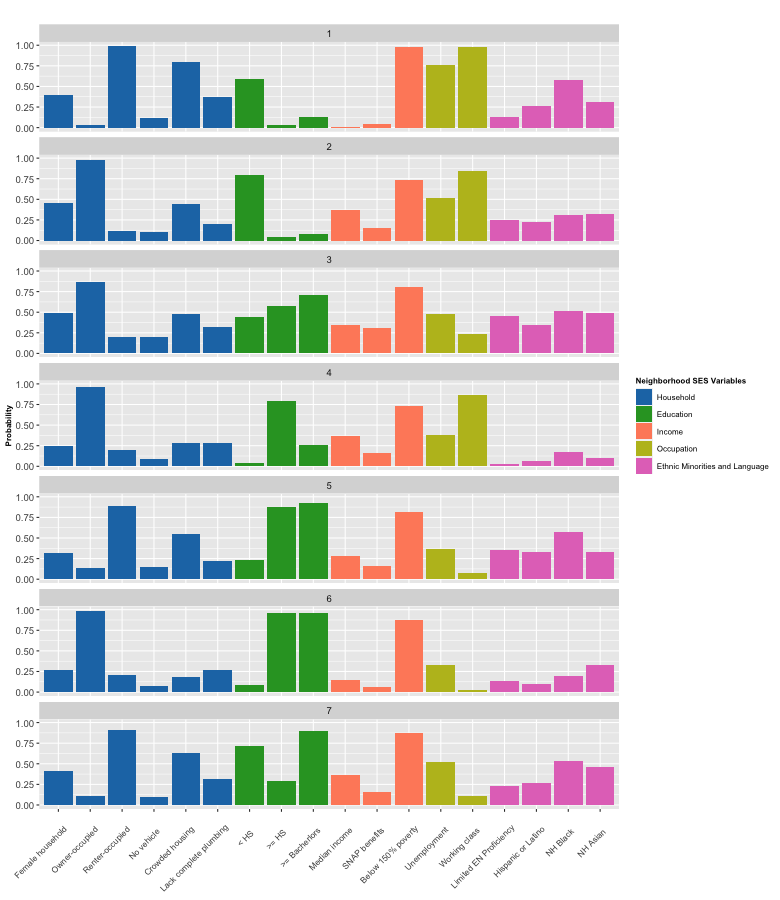 1
1.00
0.75
0.50
0.25
0.00
2
1.00
0.75
0.50
0.25
0.00
3
1.00
0.75
0.50
0.25
0.00
4
1.00
0.75
0.50
0.25
0.00
5
1.00
0.75
0.50
0.25
0.00
6
1.00
0.75
0.50
0.25
0.00
7
1.00
0.75
0.50
0.25
0.00
Probability
Female household
Owner-occupied
Renter-occupied
No vehicle
Crowded housing
Lack complete plumbing
< HS
>= HS
>= Bacherlors
Median income
SNAP benefits
Below 150% poverty
Unemployment
Working class
Limited EN Proficiency
Hispanic or Latino
NH Black
NH Asian
Neighborhood SES Variables
Household
Education
Income
Occupation
Ethnic Minorities and Language